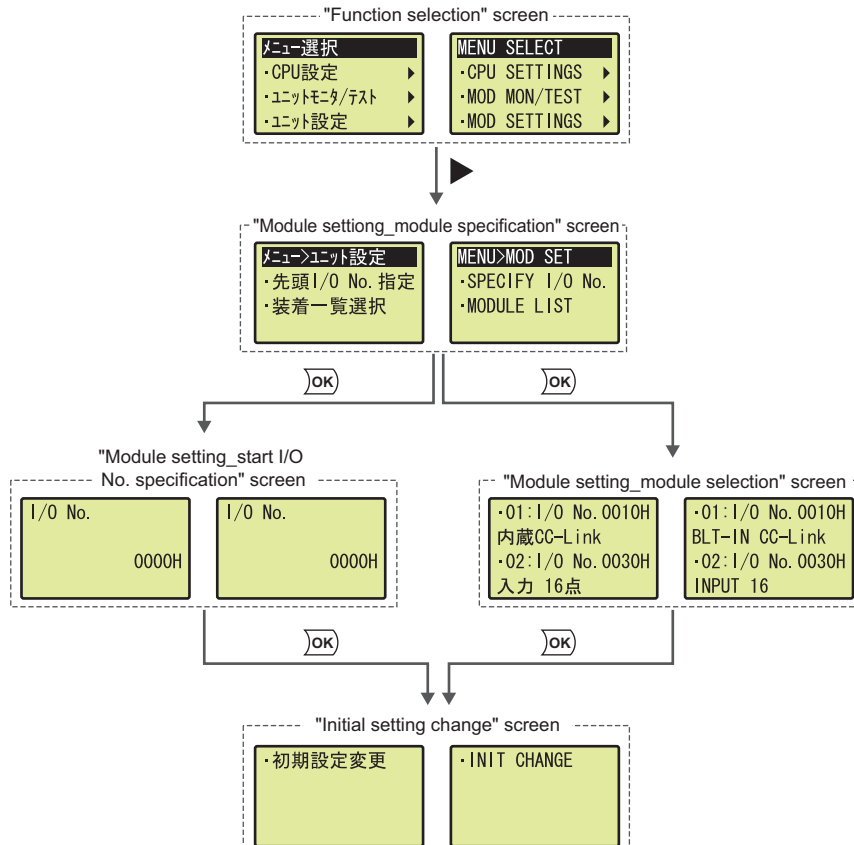 "Function selection" screen
ﾒﾆｭｰ選択
･CPU設定
･ﾕﾆｯﾄﾓﾆﾀ/ﾃｽﾄ
･ﾕﾆｯﾄ設定
MENU SELECT
･CPU SETTINGS
･MOD MON/TEST
･MOD SETTINGS
"Module settiong_module specification" screen
ﾒﾆｭｰ>ﾕﾆｯﾄ設定
･先頭I/O No.指定
･装着一覧選択
MENU>MOD SET
･SPECIFY I/O No.
･MODULE LIST
OK
OK
"Module setting_start I/O
No. specification" screen
I/O No.
0000H
I/O No.
0000H
"Module setting_module selection" screen
･01:I/O No.0010H
内蔵CC-Link
･02:I/O No.0030H
入力 16点
･01:I/O No.0010H
BLT-IN CC-Link
･02:I/O No.0030H
INPUT 16
OK
OK
"Initial setting change" screen
･初期設定変更
･INIT CHANGE